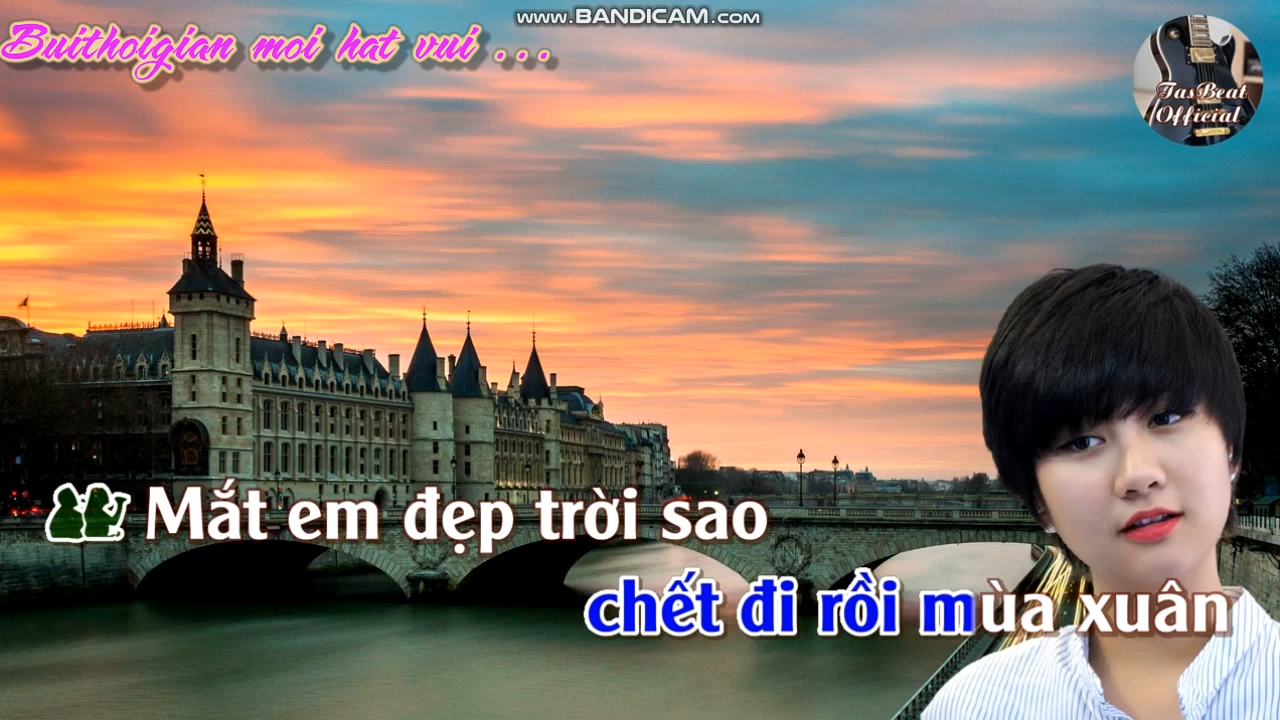 www.BANDICAM.com
Buithoigian moi hat vui ...
TasBeat
Official
Mắt em đẹp trời sao
chết đi rồi mùa xuân